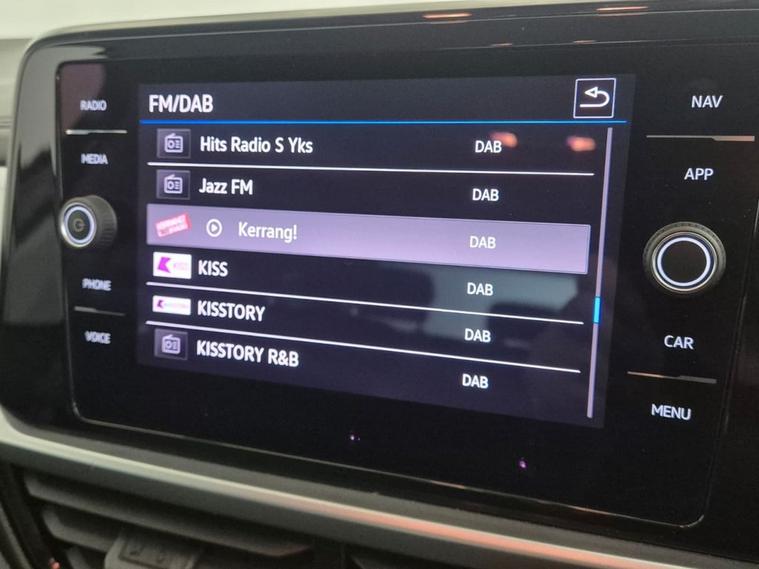 RADIO
MEDIA
PHONE
VOICE
FM/DAB
Hits Radio S Yks DAB
Jazz FM DAB
Kerrang! DAB
KISS DAB
KISSTORY DAB
KISSTORY R&B DAB
NAV
APP
CAR
MENU